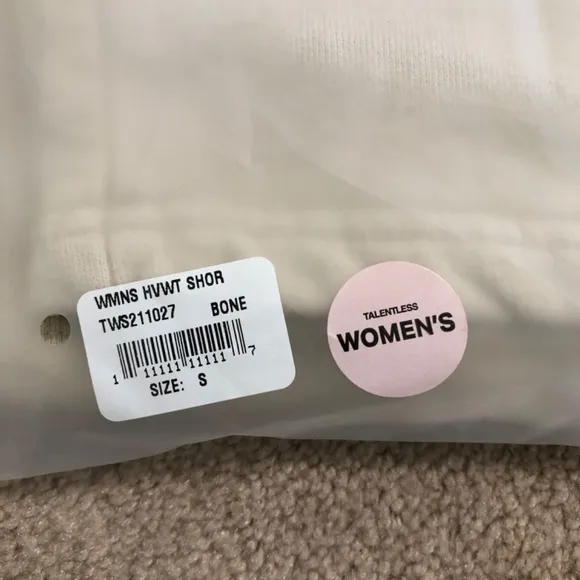 WMNS HVWT SHOR
TWS211027 BONE
1 11111 11111 7
SIZE: S
TALENTLESS
WOMEN'S